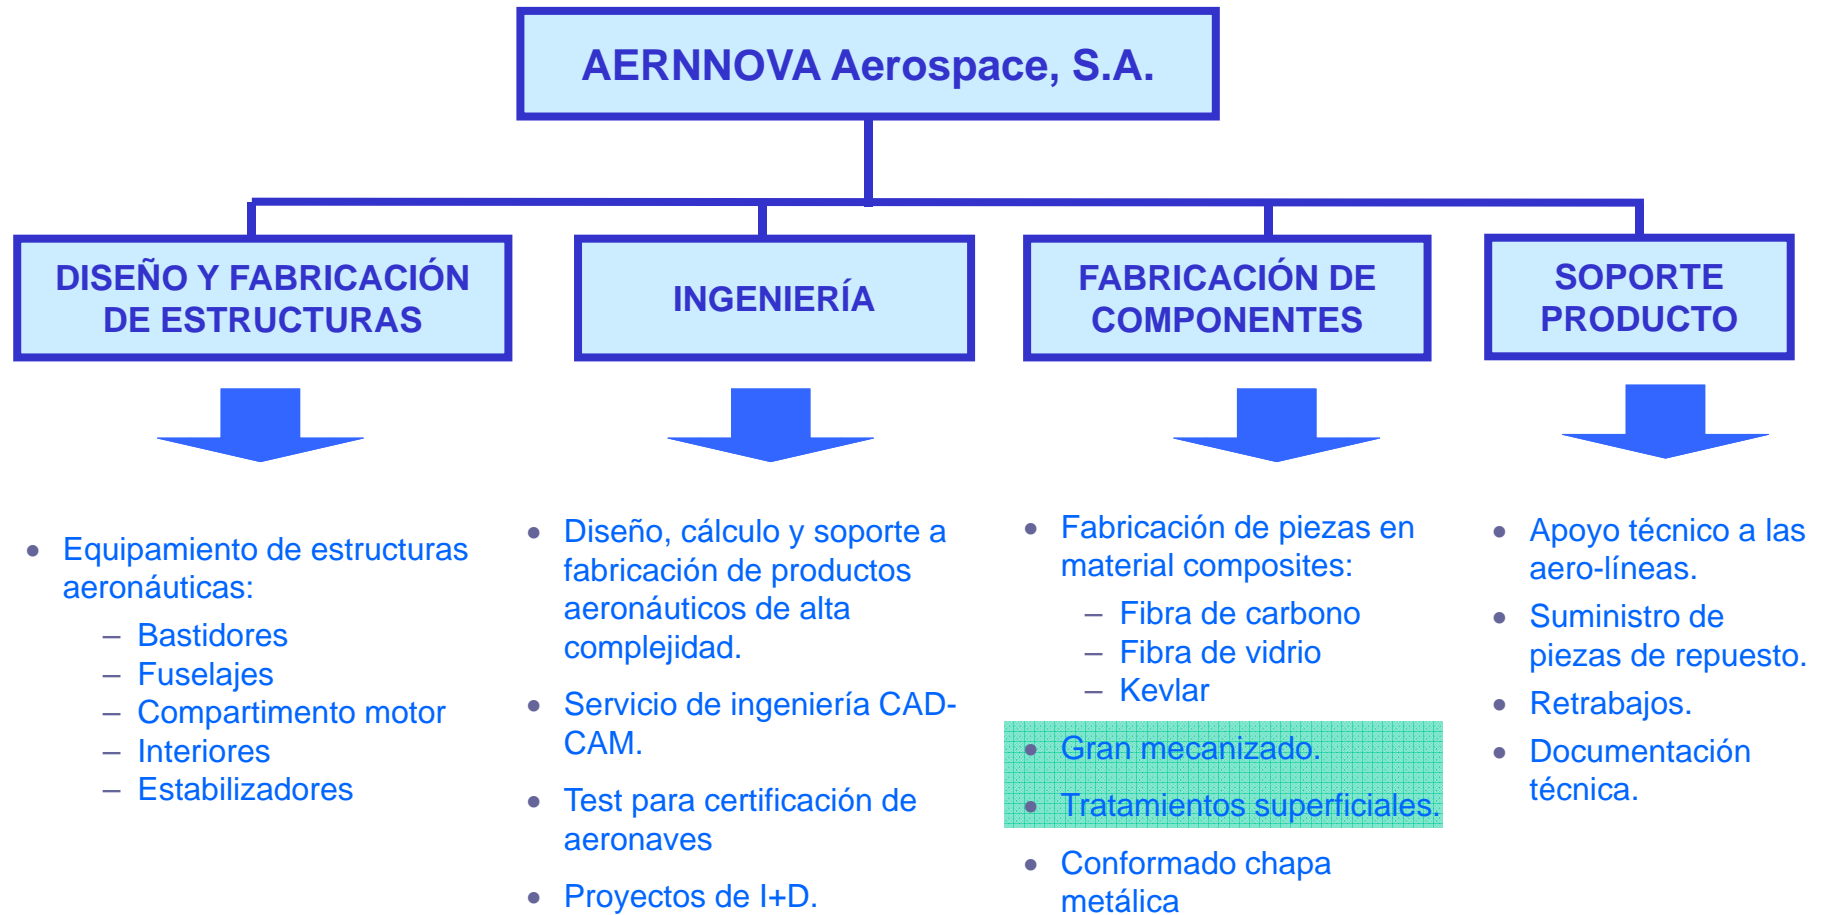 AERNNOVA Aerospace, S.A.
DISEÑO Y FABRICACIÓN
DE ESTRUCTURAS
INGENIERÍA
FABRICACIÓN DE
COMPONENTES
SOPORTE
PRODUCTO
• Equipamiento de estructuras
aeronáuticas:
– Bastidores
– Fuselajes
– Compartimento motor
– Interiores
– Estabilizadores
• Diseño, cálculo y soporte a
fabricación de productos
aeronáuticos de alta
complejidad.
• Servicio de ingeniería CAD-
CAM.
• Test para certificación de
aeronaves
• Proyectos de I+D.
• Fabricación de piezas en
material composites:
– Fibra de carbono
– Fibra de vidrio
– Kevlar
• Gran mecanizado.
• Tratamientos superficiales.
• Conformado chapa
metálica
• Apoyo técnico a las
aero-líneas.
• Suministro de
piezas de repuesto.
• Retrabajos.
• Documentación
técnica.